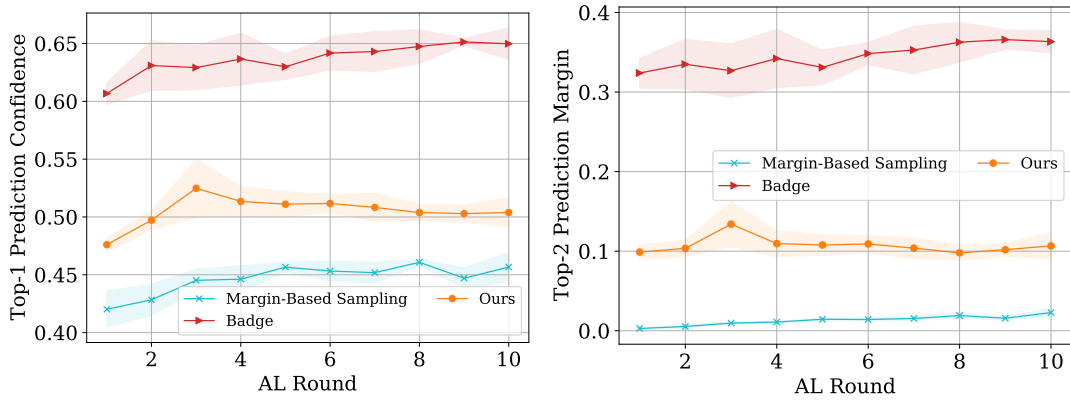 Top-1 Prediction Confidence
0.65
0.60
0.55
0.50
0.45
0.40
Margin-Based Sampling
Badge
Ours
2 4 6 8 10
AL Round
Top-2 Prediction Margin
0.4
0.3
0.2
0.1
0.0
Margin-Based Sampling
Badge
Ours
2 4 6 8 10
AL Round